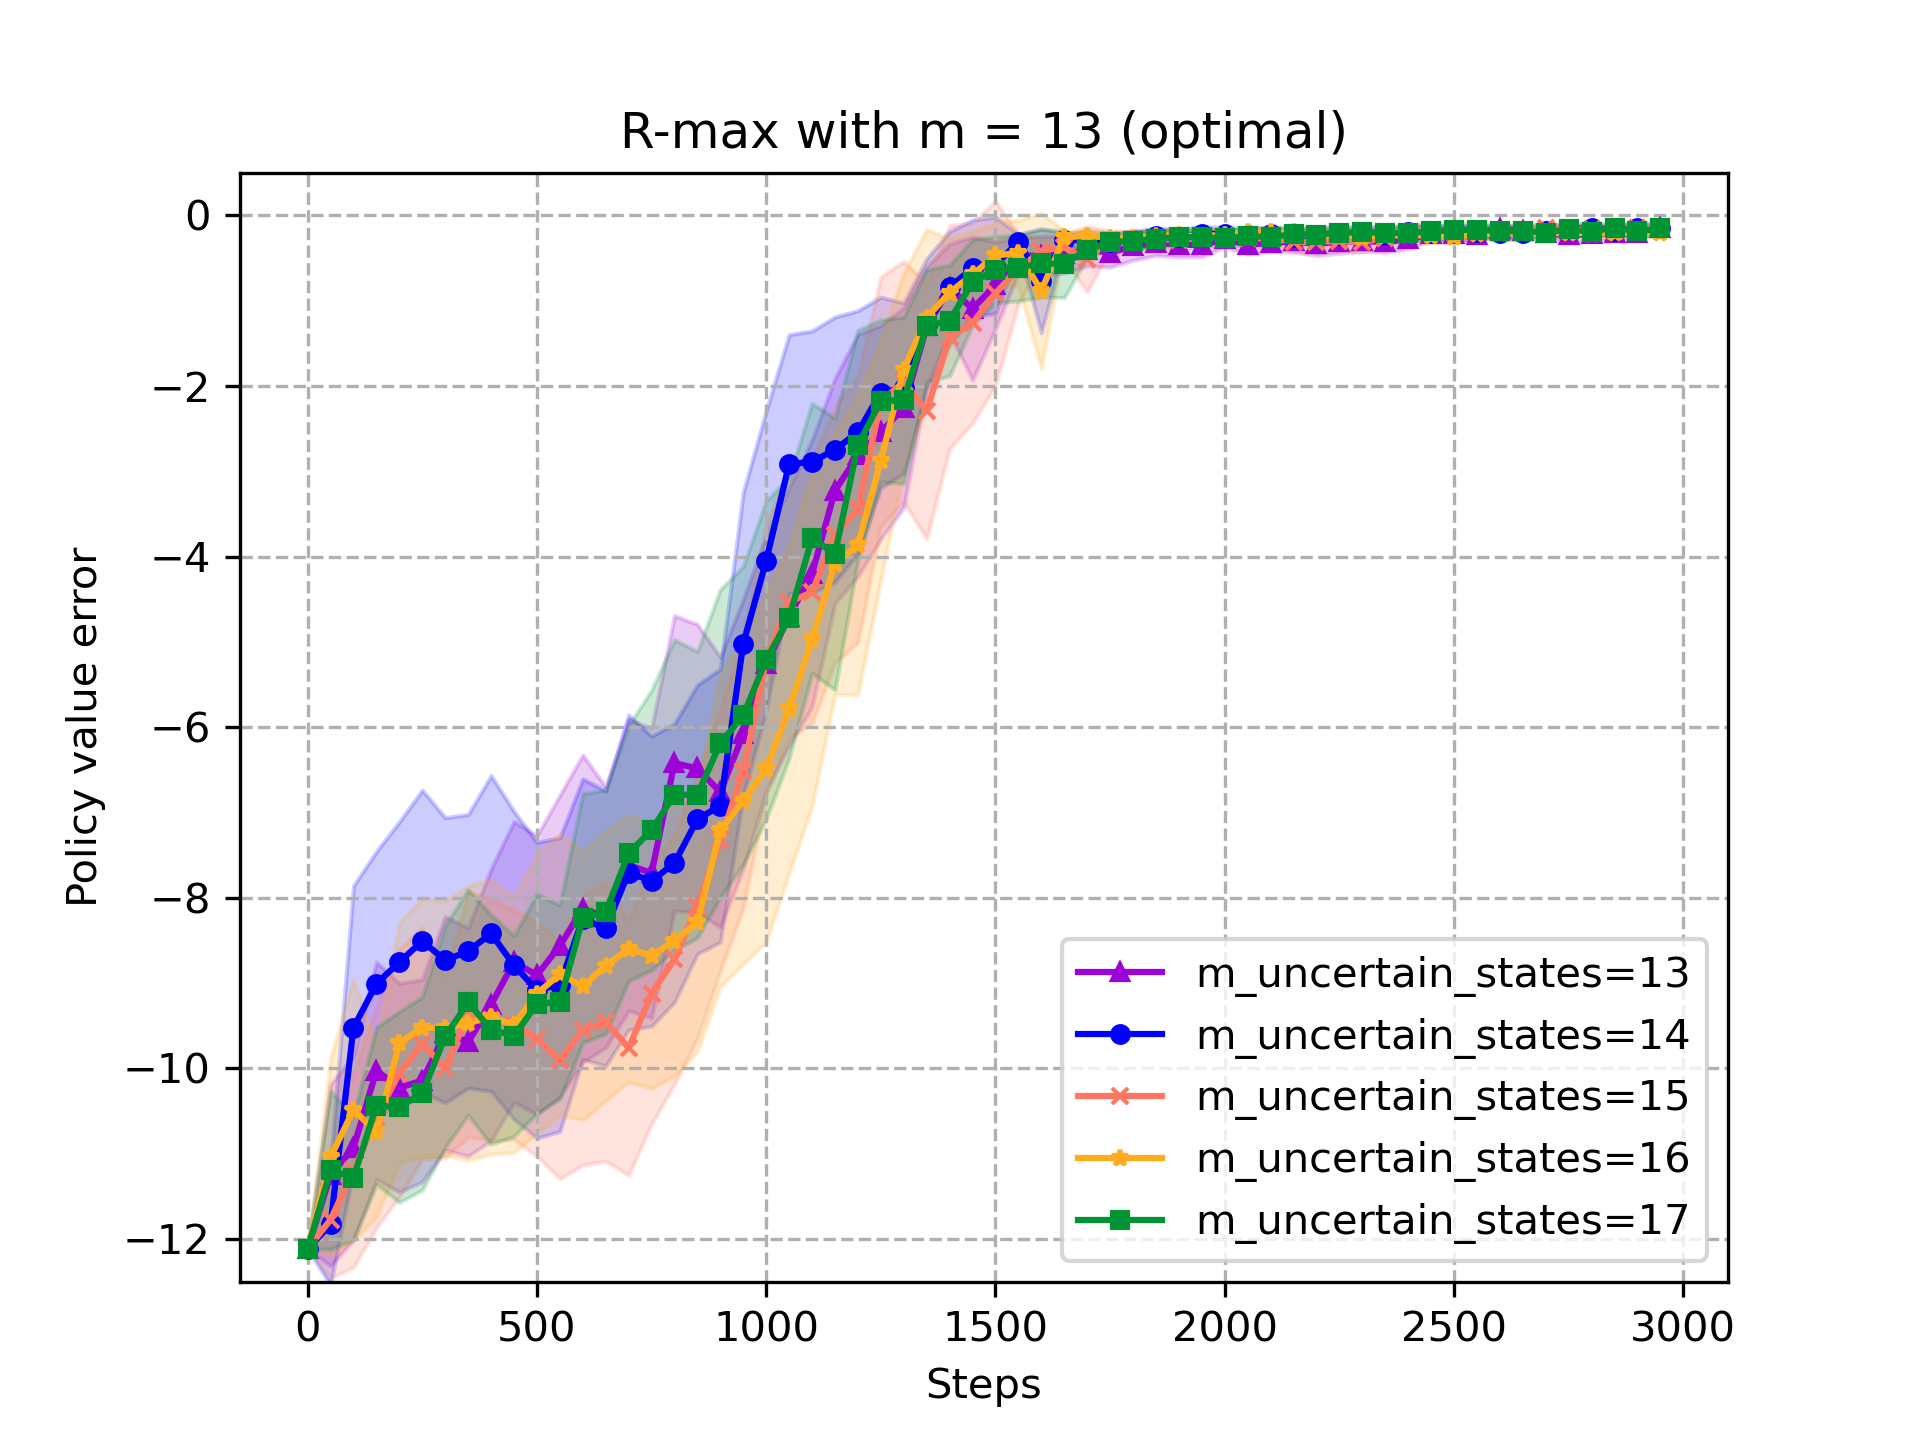 R-max with m = 13 (optimal)
Policy value error
0
−2
−4
−6
−8
−10
−12
m_uncertain_states=13
m_uncertain_states=14
m_uncertain_states=15
m_uncertain_states=16
m_uncertain_states=17
0 500 1000 1500 2000 2500 3000
Steps